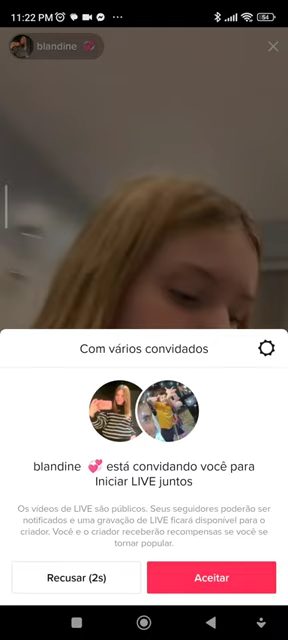 11:22 PM
54
blandine
Com vários convidados
blandine 💞 está convidando você para
Iniciar LIVE juntos
Os vídeos de LIVE são públicos. Seus seguidores poderão ser
notificados e uma gravação de LIVE ficará disponível para o
criador. Você e o criador receberão recompensas se você se
tornar popular.
Recusar (2s)
Aceitar